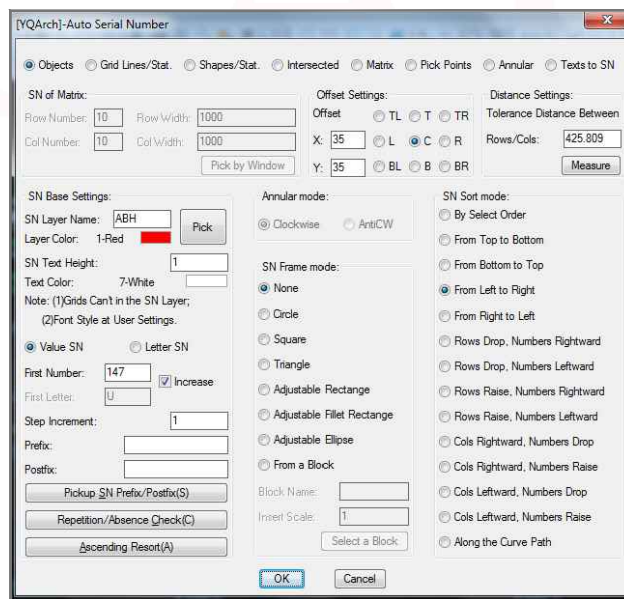 [YQArch]-Auto Serial Number
Objects Grid Lines/Stat. Shapes/Stat. Intersected Matrix Pick Points Annular Texts to SN
SN of Matrix:
Row Number: 10 Row Width: 1000
Col Number: 10 Col Width: 1000
Pick by Window
Offset Settings:
Offset TL T TR
X: 35 L C R
Y: 35 BL B BR
Distance Settings:
Tolerance Distance Between
Rows/Cols: 425.809
Measure
SN Base Settings:
SN Layer Name: ABH
Pick
Layer Color: 1-Red
SN Text Height: 1
Text Color: 7-White
Note: (1)Grids Can't in the SN Layer;
(2)Font Style at User Settings.
Value SN Letter SN
First Number: 147
Increase
First Letter: U
Step Increment: 1
Prefix:
Postfix:
Pickup SN Prefix/Postfix(S)
Repetition/Absence Check(C)
Ascending Resort(A)
Annular mode:
Clockwise AntiCW
SN Frame mode:
None
Circle
Square
Triangle
Adjustable Rectange
Adjustable Fillet Rectange
Adjustable Ellipse
From a Block
Block Name:
Insert Scale: 1
Select a Block
SN Sort mode:
By Select Order
From Top to Bottom
From Bottom to Top
From Left to Right
From Right to Left
Rows Drop, Numbers Rightward
Rows Drop, Numbers Leftward
Rows Raise, Numbers Rightward
Rows Raise, Numbers Leftward
Cols Rightward, Numbers Drop
Cols Rightward, Numbers Raise
Cols Leftward, Numbers Drop
Cols Leftward, Numbers Raise
Along the Curve Path
OK Cancel